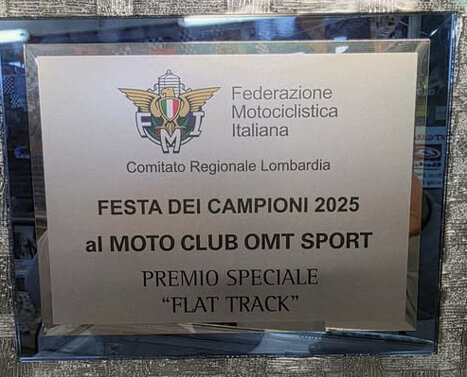 FMI
Federazione
Motociclistica
Italiana
Comitato Regionale Lombardia
FESTA DEI CAMPIONI 2025
al MOTO CLUB OMT SPORT
PREMIO SPECIALE
“FLAT TRACK”